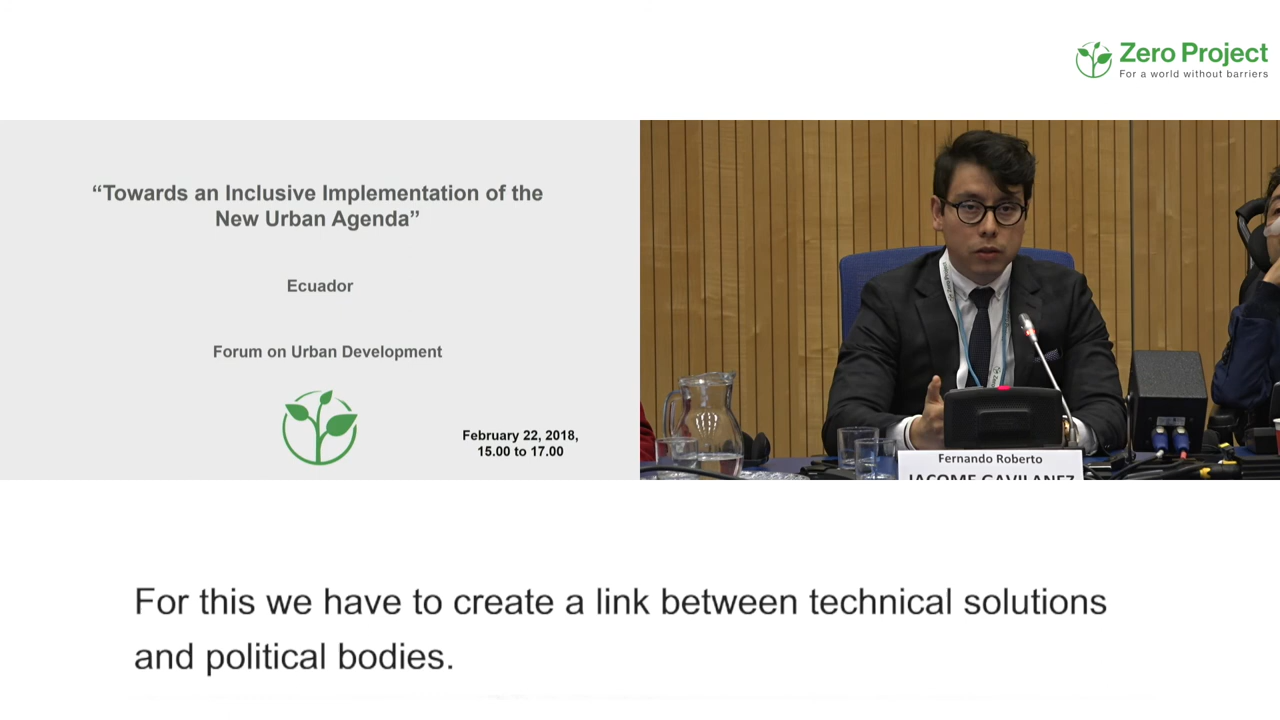 Zero Project
For a world without barriers
“Towards an Inclusive Implementation of the
New Urban Agenda”
Ecuador
Forum on Urban Development
February 22, 2018,
15.00 to 17.00
Fernando Roberto
JACOME GAVILANEZ
For this we have to create a link between technical solutions
and political bodies.